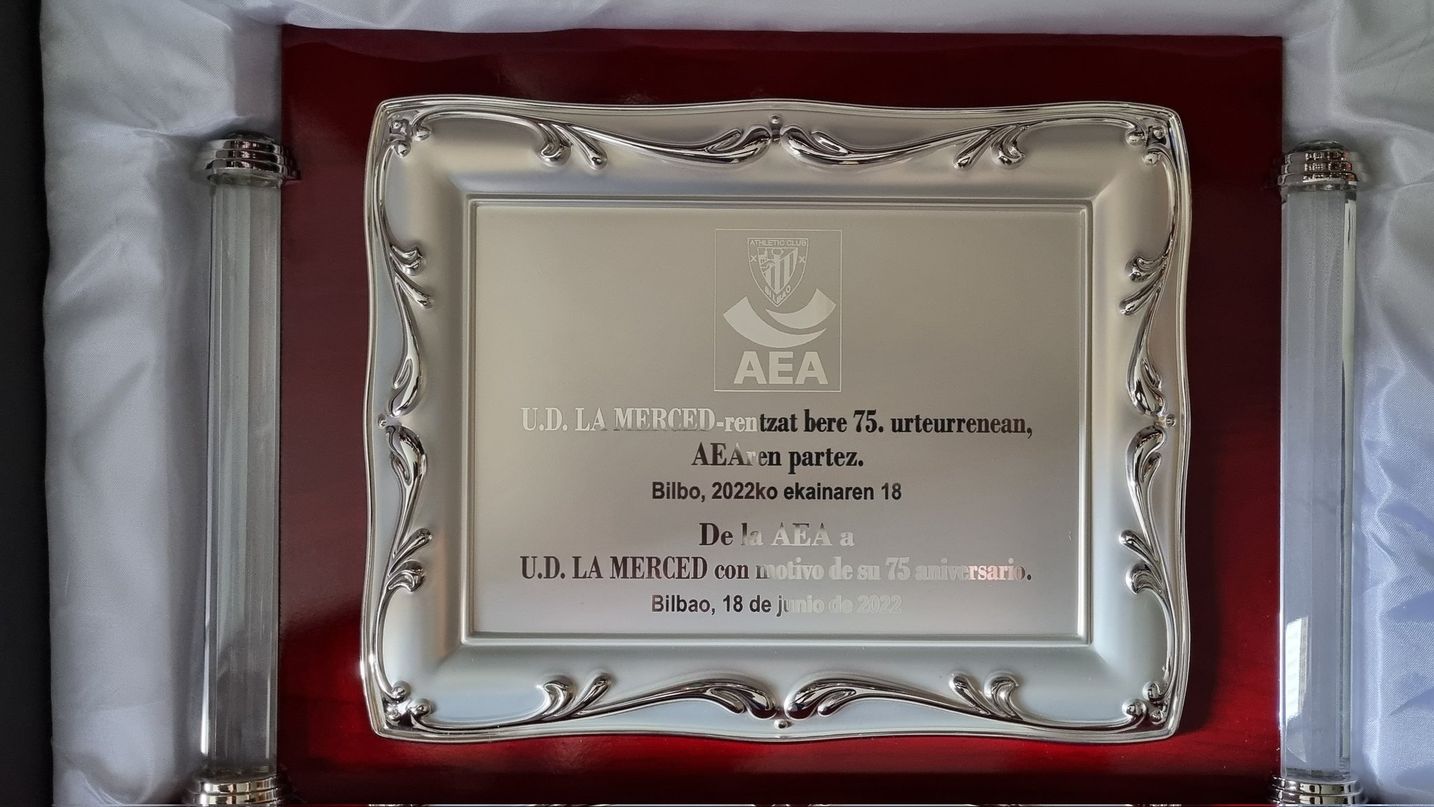 ATHLETIC CLUB
BILBAO
AEA
U.D. LA MERCED-rentzat bere 75. urteurrenean,
AEAren partez.
Bilbo, 2022ko ekainaren 18
De la AEA a
U.D. LA MERCED con motivo de su 75 aniversario.
Bilbao, 18 de junio de 2022